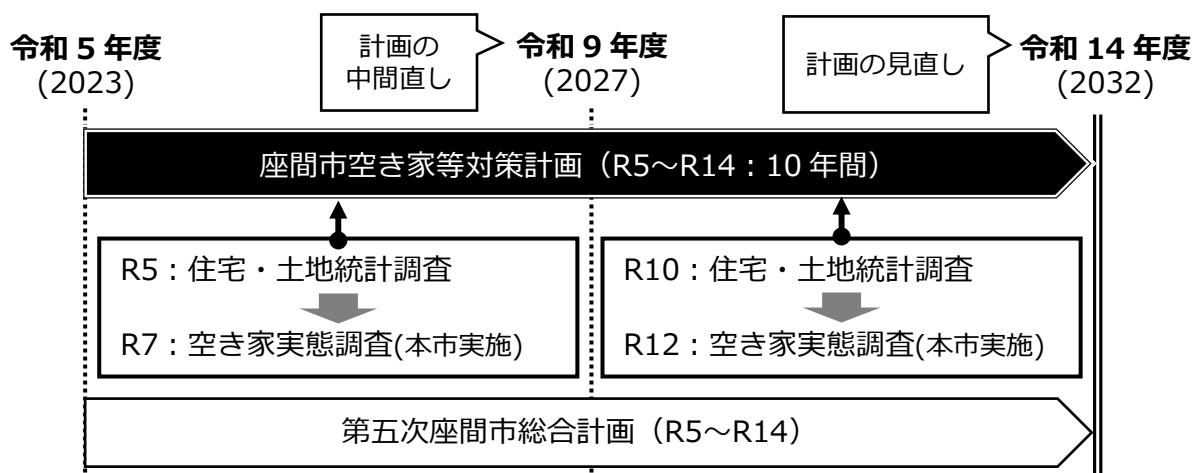 令和 5 年度
(2023)
計画の
中間直し
令和 9 年度
(2027)
計画の見直し
令和 14 年度
(2032)
座間市空き家等対策計画（R5～R14：10 年間）
R5：住宅・土地統計調査
R7：空き家実態調査(本市実施)
R10：住宅・土地統計調査
R12：空き家実態調査(本市実施)
第五次座間市総合計画（R5～R14）